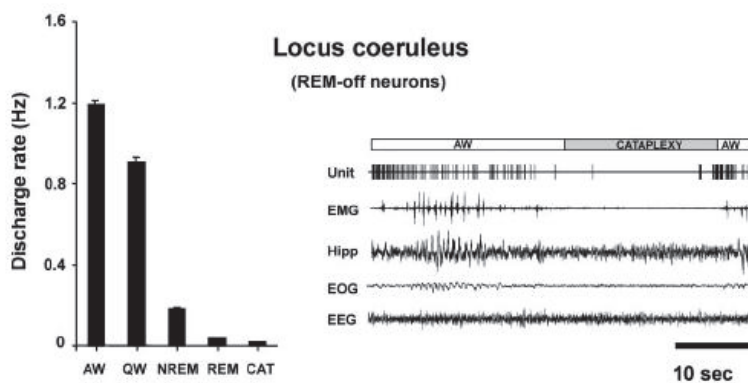 Locus coeruleus
(REM-off neurons)
Discharge rate (Hz)
1.6
1.2
0.8
0.4
0
AW QW NREM REM CAT
AW CATAPLEXY AW
Unit
EMG
Hipp
EOG
EEG
10 sec